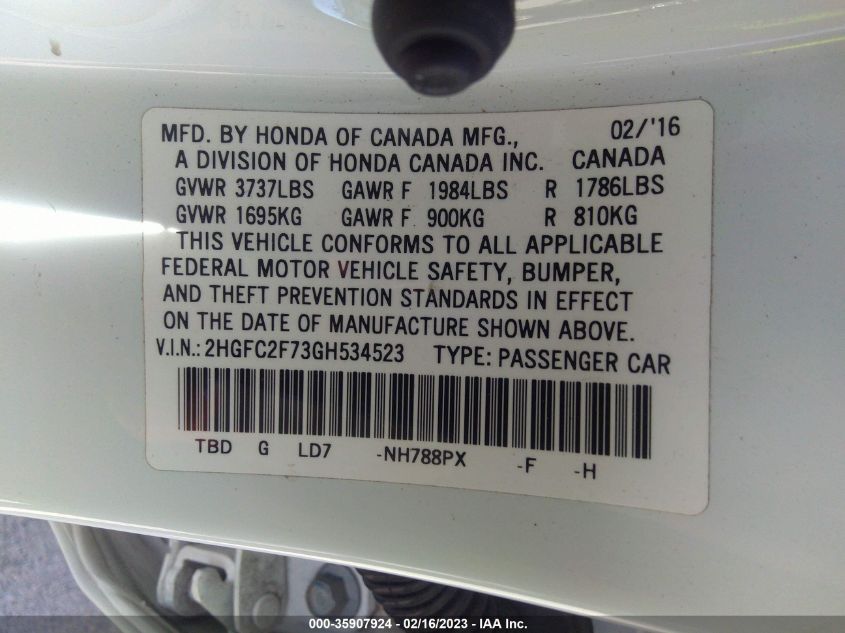 MFD. BY HONDA OF CANADA MFG., 02/'16
A DIVISION OF HONDA CANADA INC. CANADA
GVWR 3737LBS GAWR F 1984LBS R 1786LBS
GVWR 1695KG GAWR F 900KG R 810KG
THIS VEHICLE CONFORMS TO ALL APPLICABLE
FEDERAL MOTOR VEHICLE SAFETY, BUMPER,
AND THEFT PREVENTION STANDARDS IN EFFECT
ON THE DATE OF MANUFACTURE SHOWN ABOVE.
V.I.N.: 2HGFC2F73GH534523 TYPE: PASSENGER CAR
TBD G LD7 -NH788PX -F -H
000-35907924 - 02/16/2023 - IAA Inc.